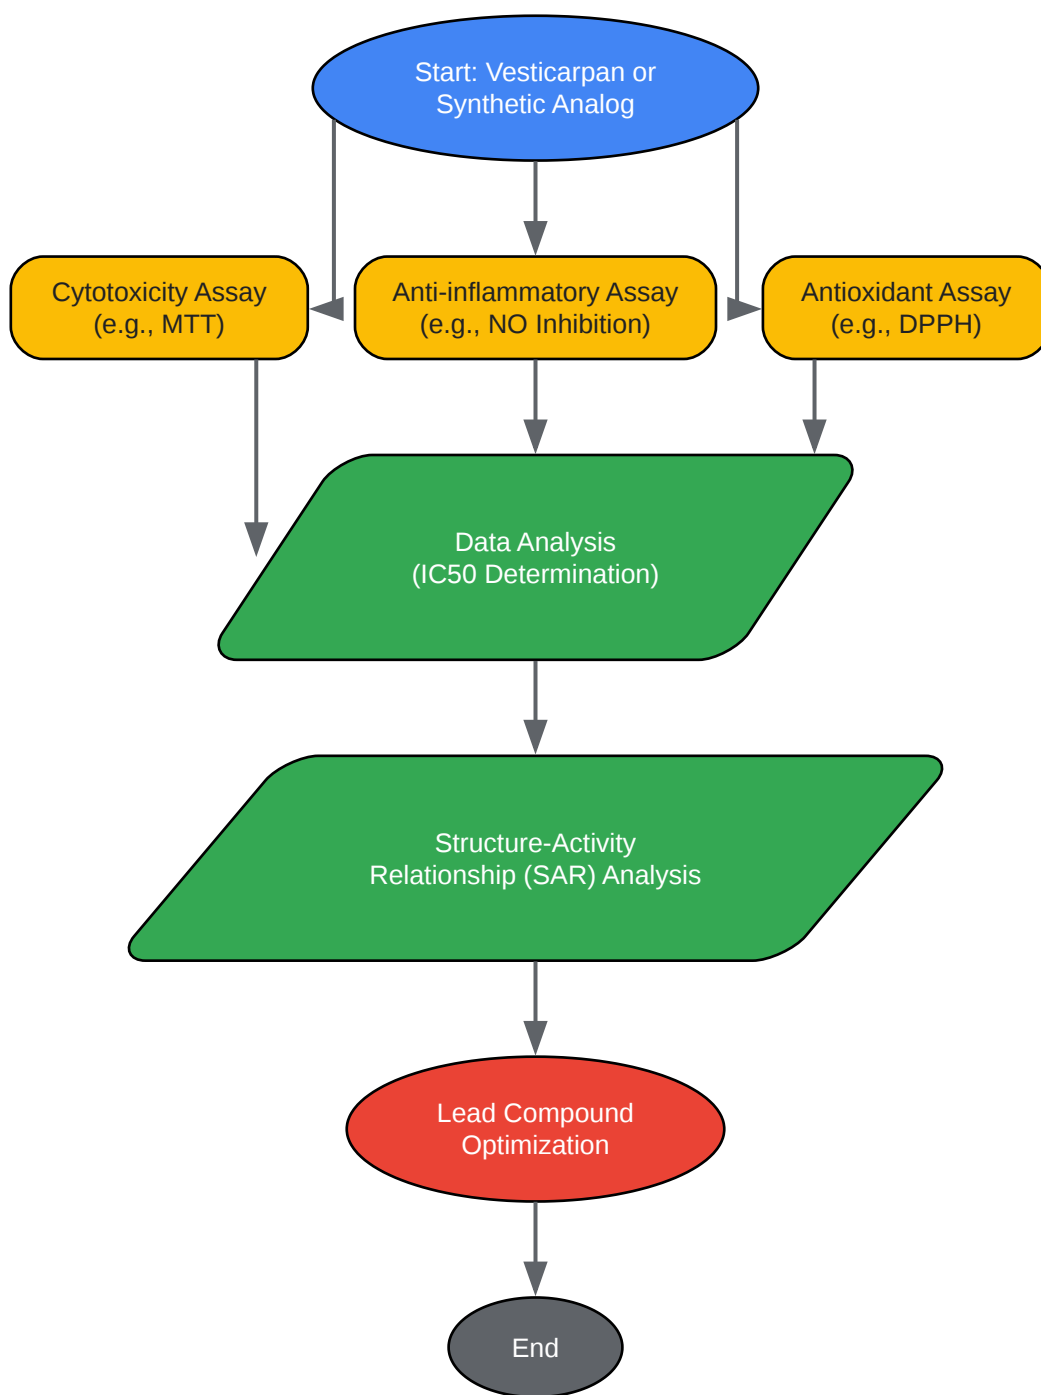 Start: Vesticarpan or
Synthetic Analog
Cytotoxicity Assay
(e.g., MTT)
Anti-inflammatory Assay
(e.g., NO Inhibition)
Antioxidant Assay
(e.g., DPPH)
Data Analysis
(IC50 Determination)
Structure-Activity
Relationship (SAR) Analysis
Lead Compound
Optimization
End